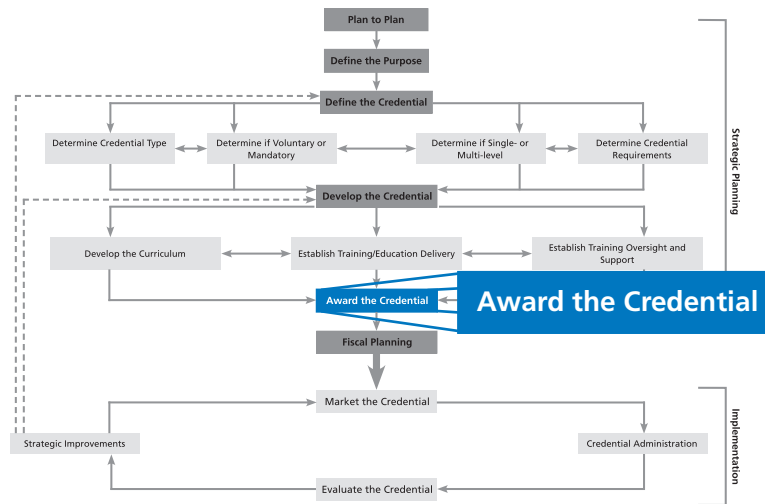 Plan to Plan
Define the Purpose
Define the Credential
Determine Credential Type
Determine if Voluntary or
Mandatory
Determine if Single- or
Multi-level
Determine Credential
Requirements
Strategic Planning
Develop the Credential
Develop the Curriculum
Establish Training/Education Delivery
Establish Training Oversight and
Support
Award the Credential
Award the Credential
Fiscal Planning
Market the Credential
Strategic Improvements
Credential Administration
Implementation
Evaluate the Credential